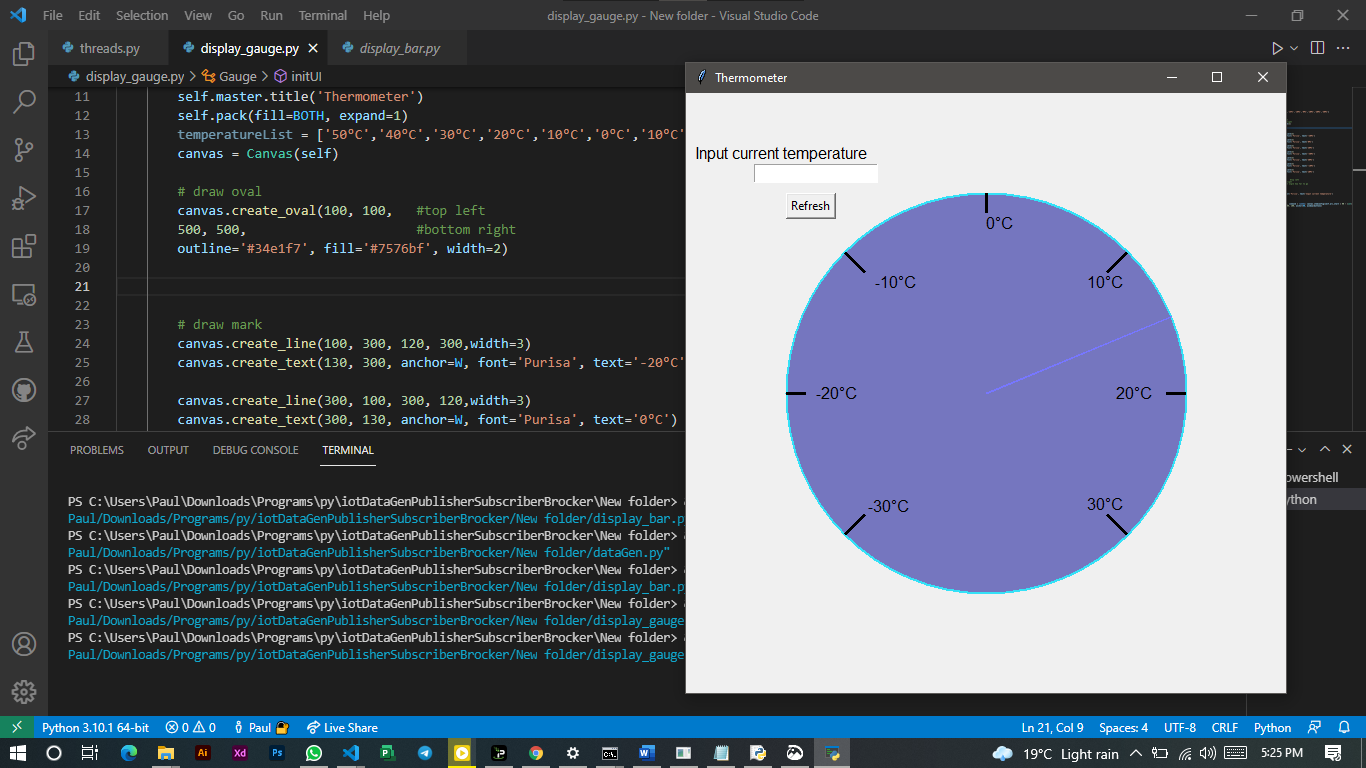 File Edit Selection View Go Run Terminal Help
display_gauge.py - New folder - Visual Studio Code
threads.py
display_gauge.py
display_bar.py
display_gauge.py > Gauge > initUI
11 self.master.title('Thermometer')
12 self.pack(fill=BOTH, expand=1)
13 temperatureList = ['50°C','40°C','30°C','20°C','10°C','0°C','10°C'
14 canvas = Canvas(self)
15
16 # draw oval
17 canvas.create_oval(100, 100, #top left
18 500, 500, #bottom right
19 outline='#34e1f7', fill='#7576bf', width=2)
20
21
22
23 # draw mark
24 canvas.create_line(100, 300, 120, 300,width=3)
25 canvas.create_text(130, 300, anchor=W, font='Purisa', text='-20°C'
26
27 canvas.create_line(300, 100, 300, 120,width=3)
28 canvas.create_text(300, 130, anchor=W, font='Purisa', text='0°C')
PROBLEMS OUTPUT DEBUG CONSOLE TERMINAL
PS C:\Users\Paul\Downloads\Programs\py\iotDataGenPublisherSubscriberBrocker\New folder>
Paul/Downloads/Programs/py/iotDataGenPublisherSubscriberBrocker/New folder/display_bar.p
PS C:\Users\Paul\Downloads\Programs\py\iotDataGenPublisherSubscriberBrocker\New folder>
Paul/Downloads/Programs/py/iotDataGenPublisherSubscriberBrocker/New folder/dataGen.py"
PS C:\Users\Paul\Downloads\Programs\py\iotDataGenPublisherSubscriberBrocker\New folder>
Paul/Downloads/Programs/py/iotDataGenPublisherSubscriberBrocker/New folder/display_bar.p
PS C:\Users\Paul\Downloads\Programs\py\iotDataGenPublisherSubscriberBrocker\New folder>
Paul/Downloads/Programs/py/iotDataGenPublisherSubscriberBrocker/New folder/display_gauge
PS C:\Users\Paul\Downloads\Programs\py\iotDataGenPublisherSubscriberBrocker\New folder>
Paul/Downloads/Programs/py/iotDataGenPublisherSubscriberBrocker/New folder/display_gauge
owershell
ython
Thermometer
Input current temperature
Refresh
0°C
-10°C
10°C
-20°C
20°C
-30°C
30°C
Python 3.10.1 64-bit
0
0
Paul
Live Share
Ln 21, Col 9
Spaces: 4
UTF-8
CRLF
Python
Ai
Xd
Ps
19°C Light rain
5:25 PM